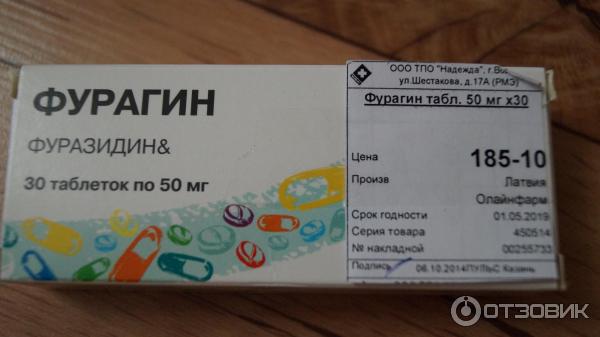 ФУРАГИН
ФУРАЗИДИН&
30 таблеток по 50 мг
ООО ТПО "Надежда", г.
ул.Шестакова, д.17А (РМЭ)
Фурагин табл. 50 мг х30
Цена 185-10
Произв Латвия
Олайнфарм
Срок годности 01.05.2019
Серия товара 450514
№ накладной 00255733
Подпись 06.10.2014 ПУЛЬС Казань
ОТЗОВИК